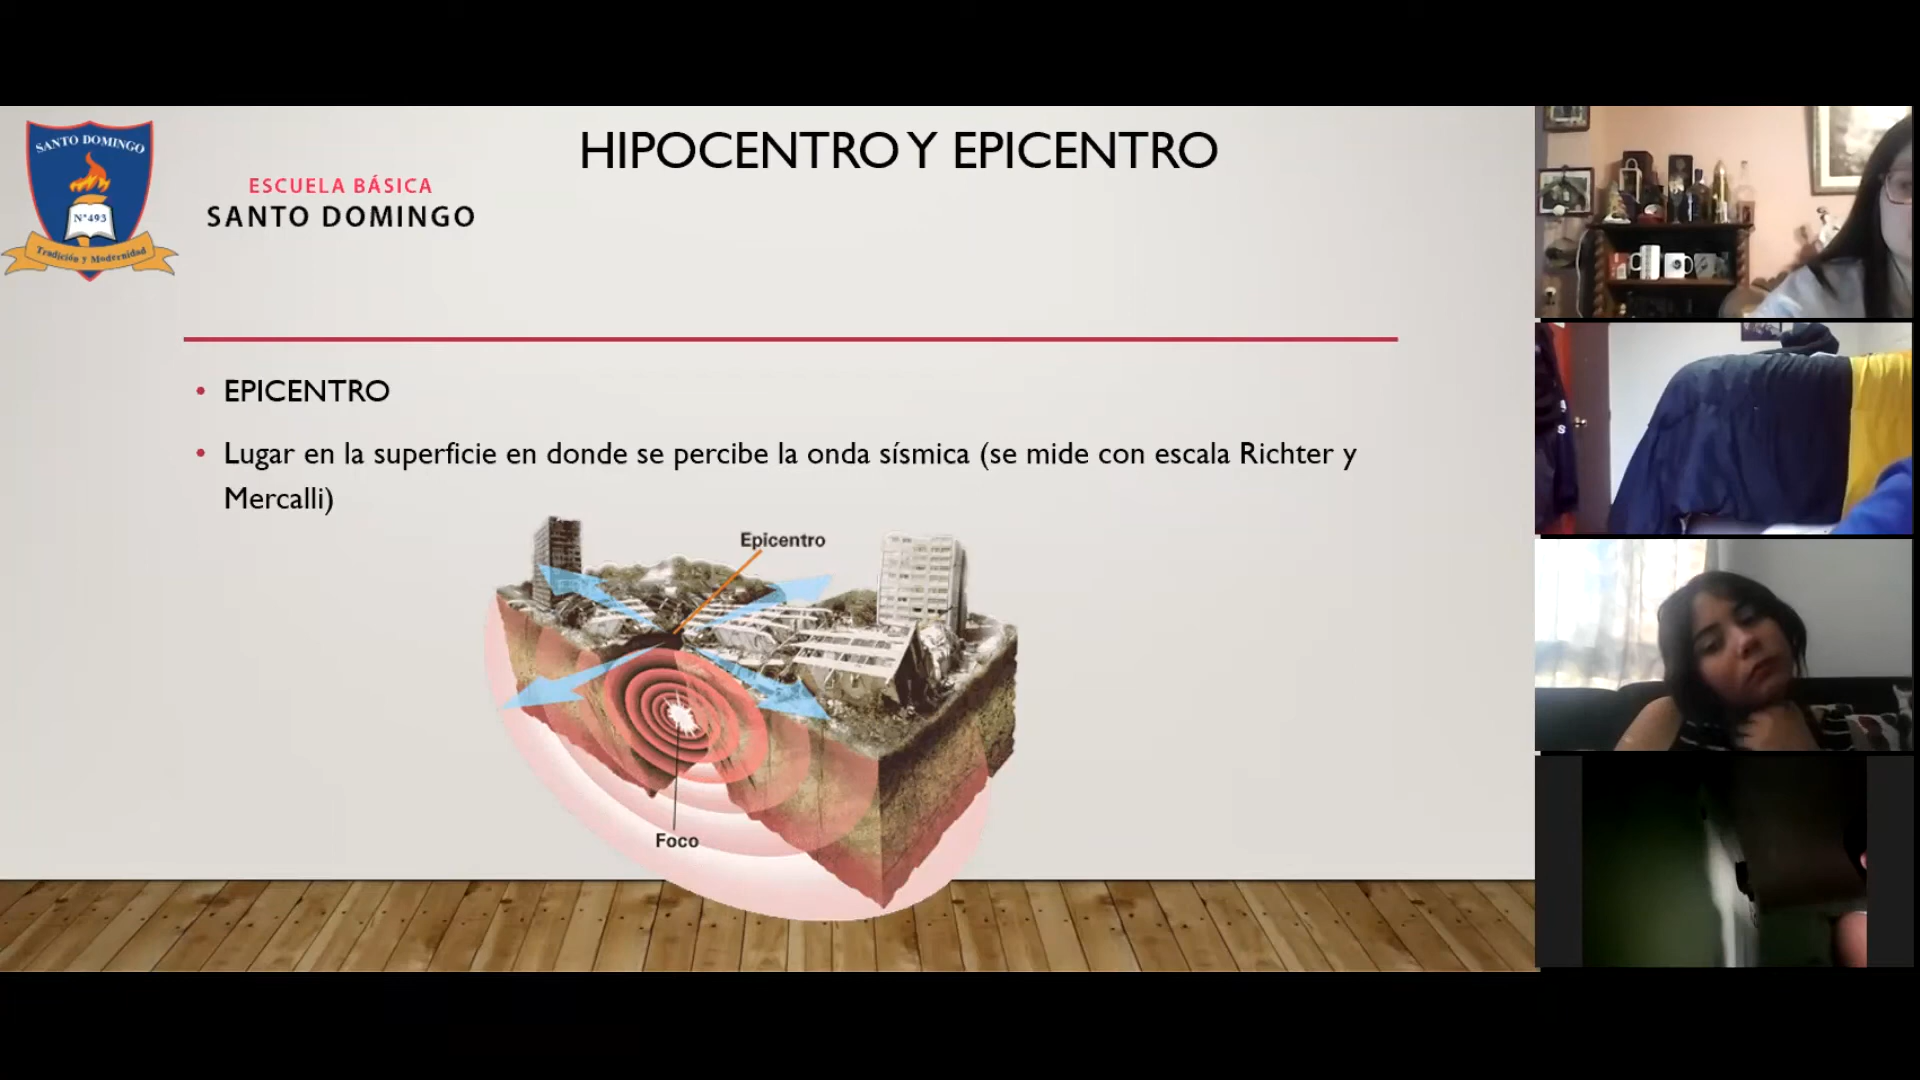 SANTO DOMINGO
N°493
Tradición y Modernidad
ESCUELA BÁSICA
SANTO DOMINGO
HIPOCENTRO Y EPICENTRO
• EPICENTRO
• Lugar en la superficie en donde se percibe la onda sísmica (se mide con escala Richter y
Mercalli)
Epicentro
Foco